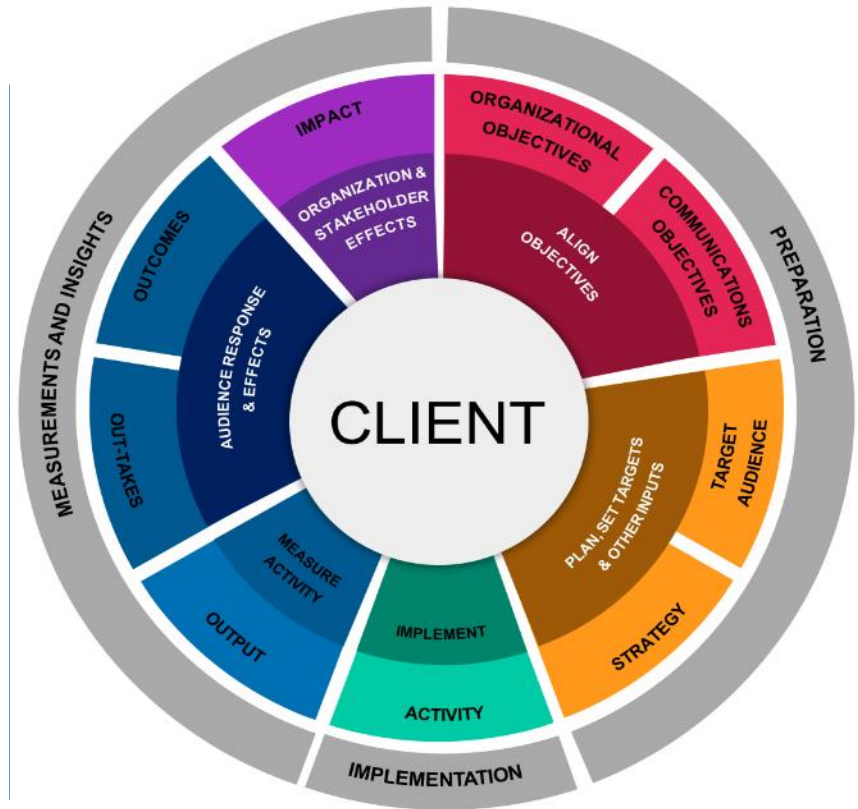 PREPARATION
ORGANIZATIONAL
OBJECTIVES
COMMUNICATIONS
OBJECTIVES
ALIGN
OBJECTIVES
TARGET
AUDIENCE
STRATEGY
PLAN, SET TARGETS
& OTHER INPUTS
IMPLEMENTATION
ACTIVITY
IMPLEMENT
MEASUREMENTS AND INSIGHTS
OUTPUT
MEASURE
ACTIVITY
OUT-TAKES
OUTCOMES
AUDIENCE RESPONSE
& EFFECTS
IMPACT
ORGANIZATION &
STAKEHOLDER
EFFECTS
CLIENT